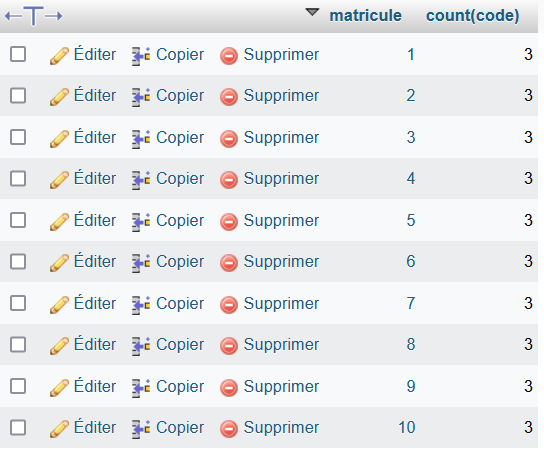 matricule count(code)
Éditer Copier Supprimer 1 3
Éditer Copier Supprimer 2 3
Éditer Copier Supprimer 3 3
Éditer Copier Supprimer 4 3
Éditer Copier Supprimer 5 3
Éditer Copier Supprimer 6 3
Éditer Copier Supprimer 7 3
Éditer Copier Supprimer 8 3
Éditer Copier Supprimer 9 3
Éditer Copier Supprimer 10 3